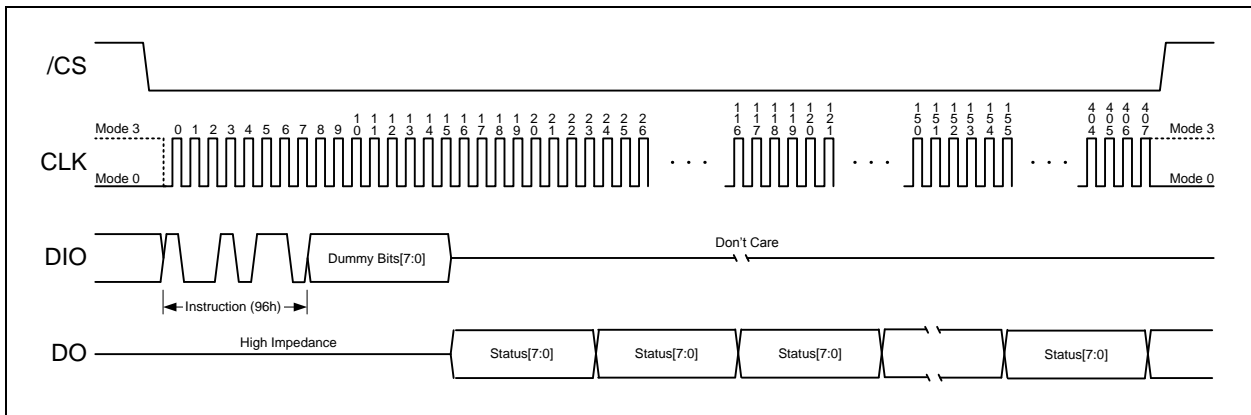 /CS
0 1 2 3 4 5 6 7 8 9 10 11 12 13 14 15 16 17 18 19 20 21 22 23 24 25 26 116 117 118 119 120 121 150 151 152 153 154 155 404 405 406 407
Mode 3 Mode 3
CLK . . . . . . . . .
Mode 0 Mode 0
Don't Care
DIO Dummy Bits[7:0]
Instruction (96h)
High Impedance
DO Status[7:0] Status[7:0] Status[7:0] Status[7:0]